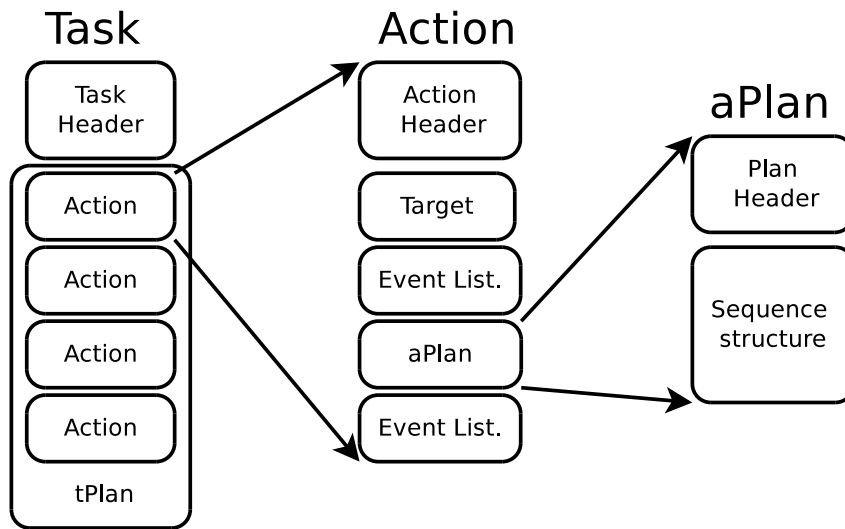 Task
Task
Header
Action
Action
Action
Action
tPlan
Action
Action
Header
Target
Event List.
aPlan
Event List.
aPlan
Plan
Header
Sequence
structure